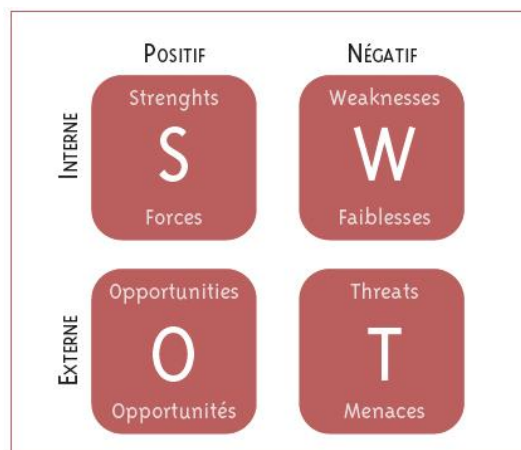 Positif Négatif
Interne
Strenghts
S
Forces
Weaknesses
W
Faiblesses
Externe
Opportunities
O
Opportunités
Threats
T
Menaces